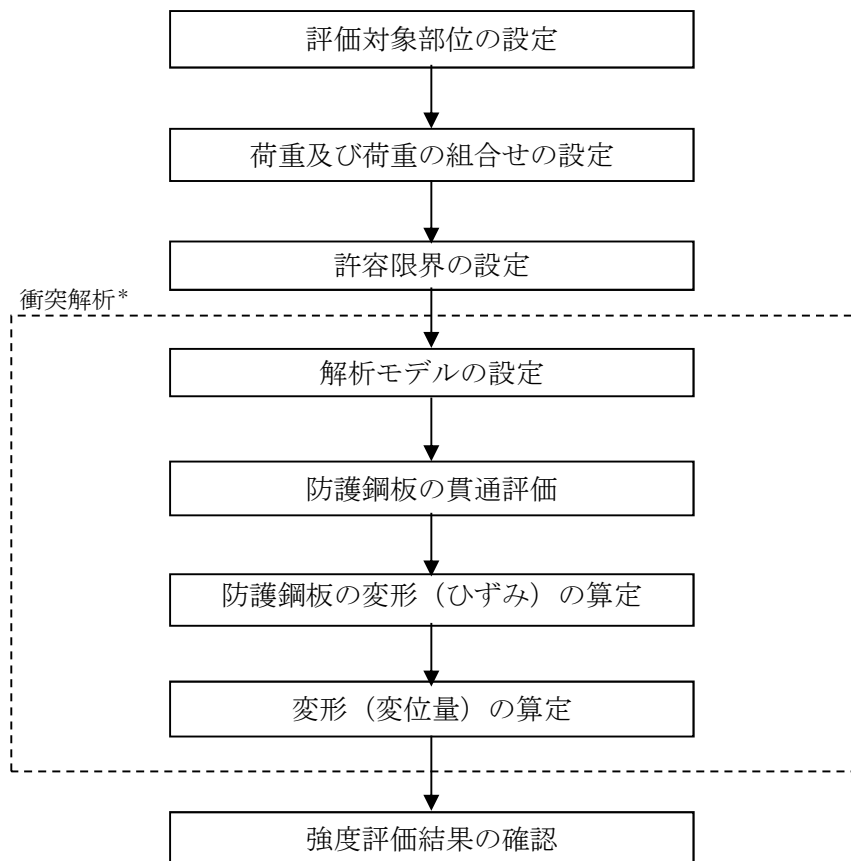 評価対象部位の設定
荷重及び荷重の組合せの設定
許容限界の設定
衝突解析*
解析モデルの設定
防護鋼板の貫通評価
防護鋼板の変形（ひずみ）の算定
変形（変位量）の算定
強度評価結果の確認